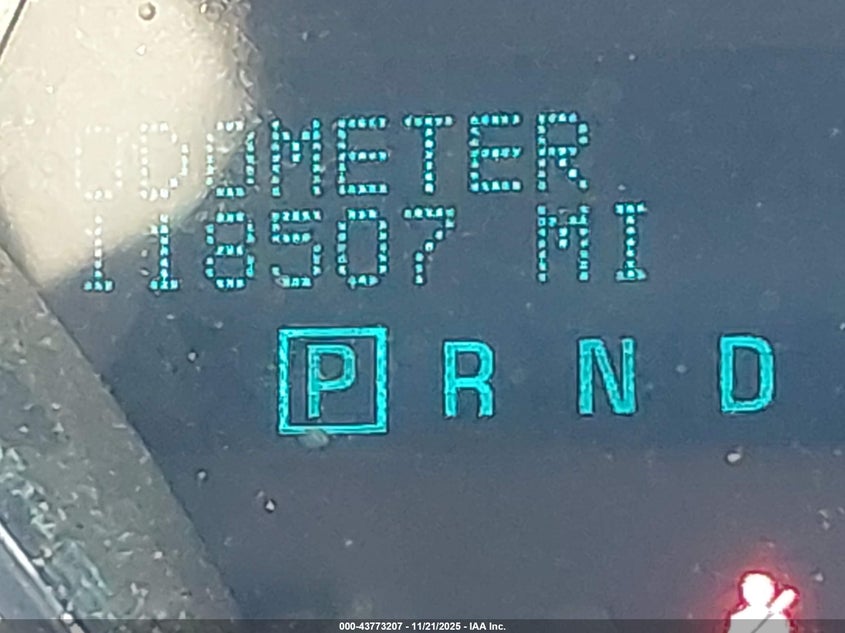 ODOMETER
118507 MI
P R N D
000-43773207 - 11/21/2025 - IAA Inc.